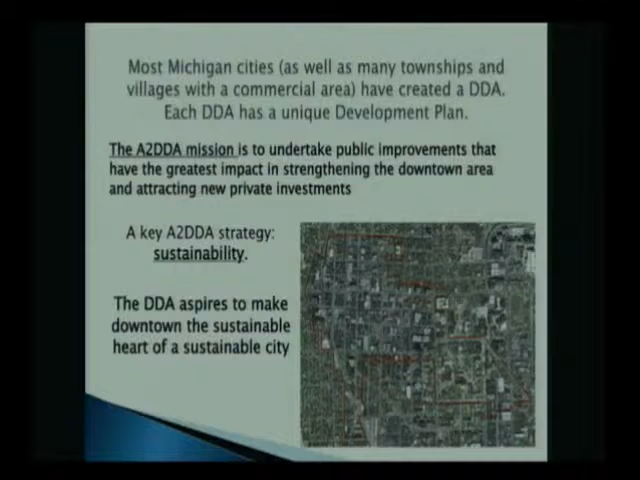 Most Michigan cities (as well as many townships and
villages with a commercial area) have created a DDA.
Each DDA has a unique Development Plan.
The A2DDA mission is to undertake public improvements that
have the greatest impact in strengthening the downtown area
and attracting new private investments
A key A2DDA strategy:
sustainability.
The DDA aspires to make
downtown the sustainable
heart of a sustainable city